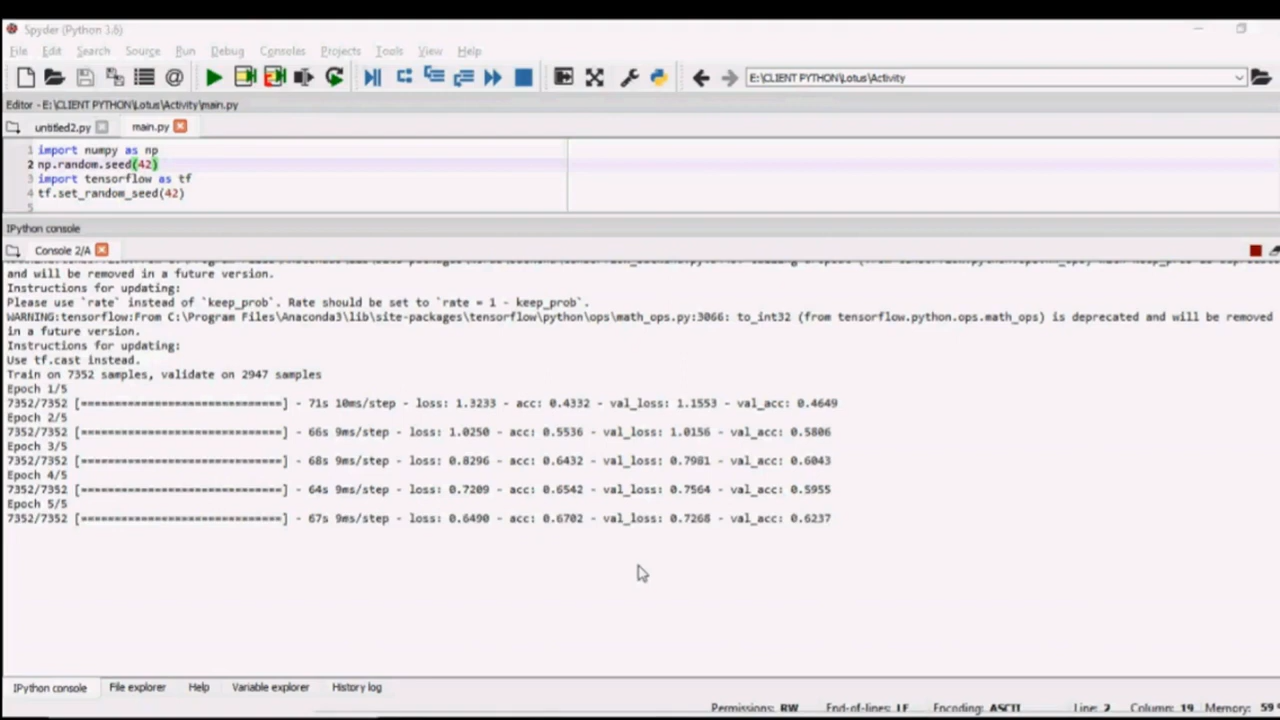 Spyder (Python 3.6)
File Edit Search Source Run Debug Consoles Projects Tools View Help
E:\CLIENT PYTHON\Lotus\Activity
Editor - E:\CLIENT PYTHON\Lotus\Activity\main.py
untitled2.py main.py
1 import numpy as np
2 np.random.seed(42)
3 import tensorflow as tf
4 tf.set_random_seed(42)
5
IPython console
Console 2/A
and will be removed in a future version.
Instructions for updating:
Please use `rate` instead of `keep_prob`. Rate should be set to `rate = 1 - keep_prob`.
WARNING:tensorflow:From C:\Program Files\Anaconda3\lib\site-packages\tensorflow\python\ops\math_ops.py:3066: to_int32 (from tensorflow.python.ops.math_ops) is deprecated and will be removed
in a future version.
Instructions for updating:
Use tf.cast instead.
Train on 7352 samples, validate on 2947 samples
Epoch 1/5
7352/7352 [==============================] - 71s 10ms/step - loss: 1.3233 - acc: 0.4332 - val_loss: 1.1553 - val_acc: 0.4649
Epoch 2/5
7352/7352 [==============================] - 66s 9ms/step - loss: 1.0250 - acc: 0.5536 - val_loss: 1.0156 - val_acc: 0.5806
Epoch 3/5
7352/7352 [==============================] - 68s 9ms/step - loss: 0.8296 - acc: 0.6432 - val_loss: 0.7981 - val_acc: 0.6043
Epoch 4/5
7352/7352 [==============================] - 64s 9ms/step - loss: 0.7209 - acc: 0.6542 - val_loss: 0.7564 - val_acc: 0.5955
Epoch 5/5
7352/7352 [==============================] - 67s 9ms/step - loss: 0.6490 - acc: 0.6702 - val_loss: 0.7268 - val_acc: 0.6237
IPython console File explorer Help Variable explorer History log
Permissions: RW End-of-lines: LF Encoding: ASCII Line: 2 Column: 19 Memory: 59